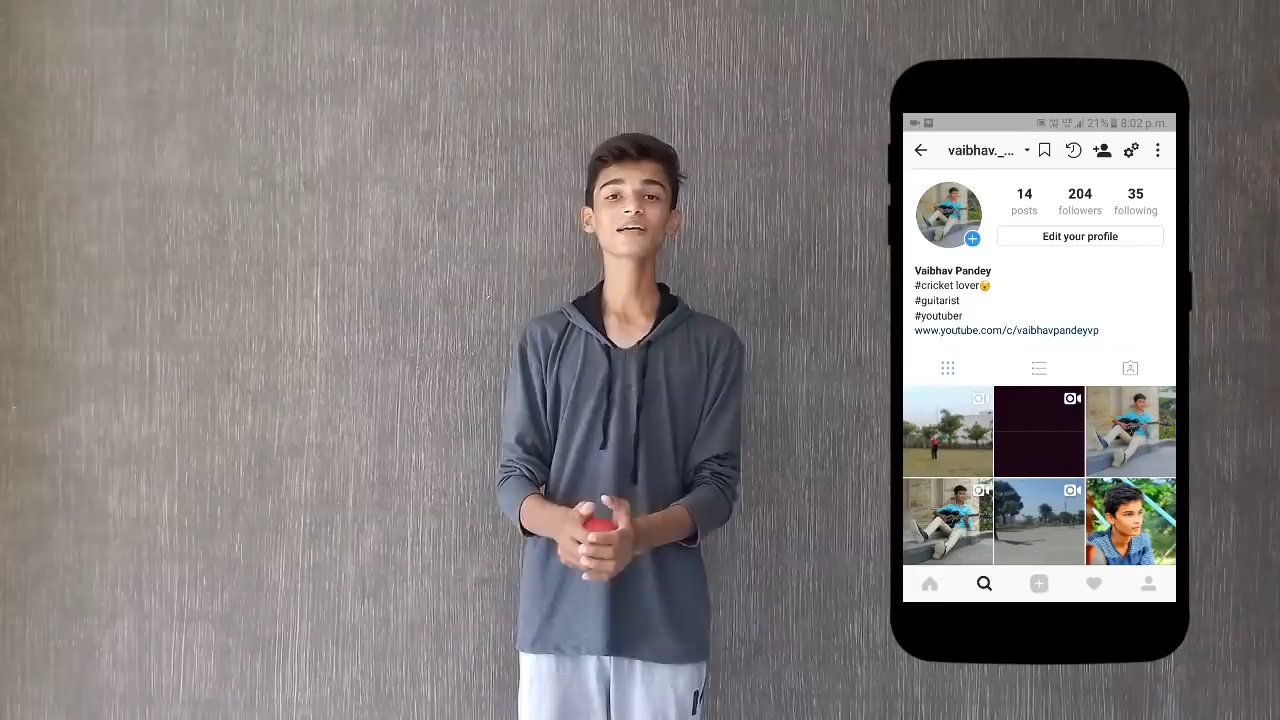 21% 8:02 p.m.
vaibhav._...
14 204 35
posts followers following
Edit your profile
Vaibhav Pandey
#cricket lover😺
#guitarist
#youtuber
www.youtube.com/c/vaibhavpandeyvp